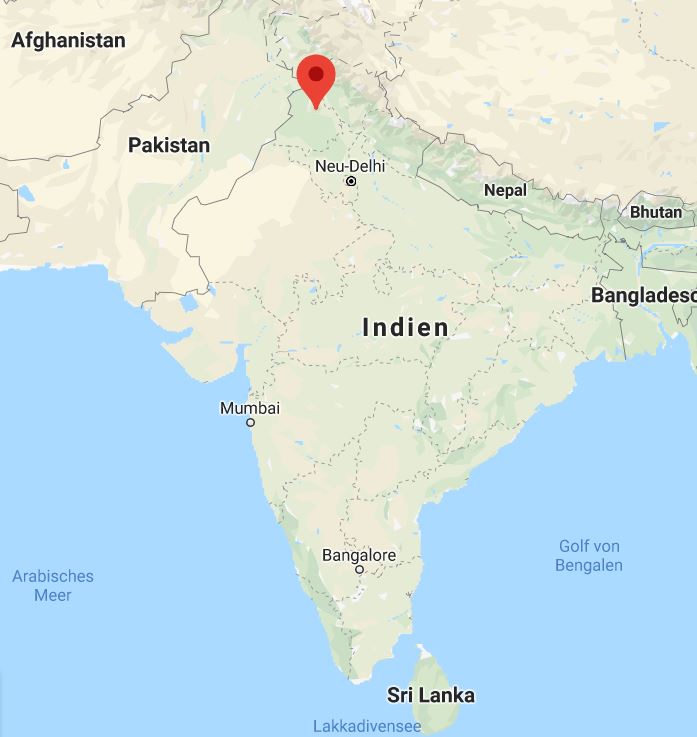 Afghanistan
Pakistan
Neu-Delhi
Nepal
Bhutan
Bangladesc
Indien
Mumbai
Bangalore
Golf von
Bengalen
Arabisches
Meer
Sri Lanka
Lakkadivensee